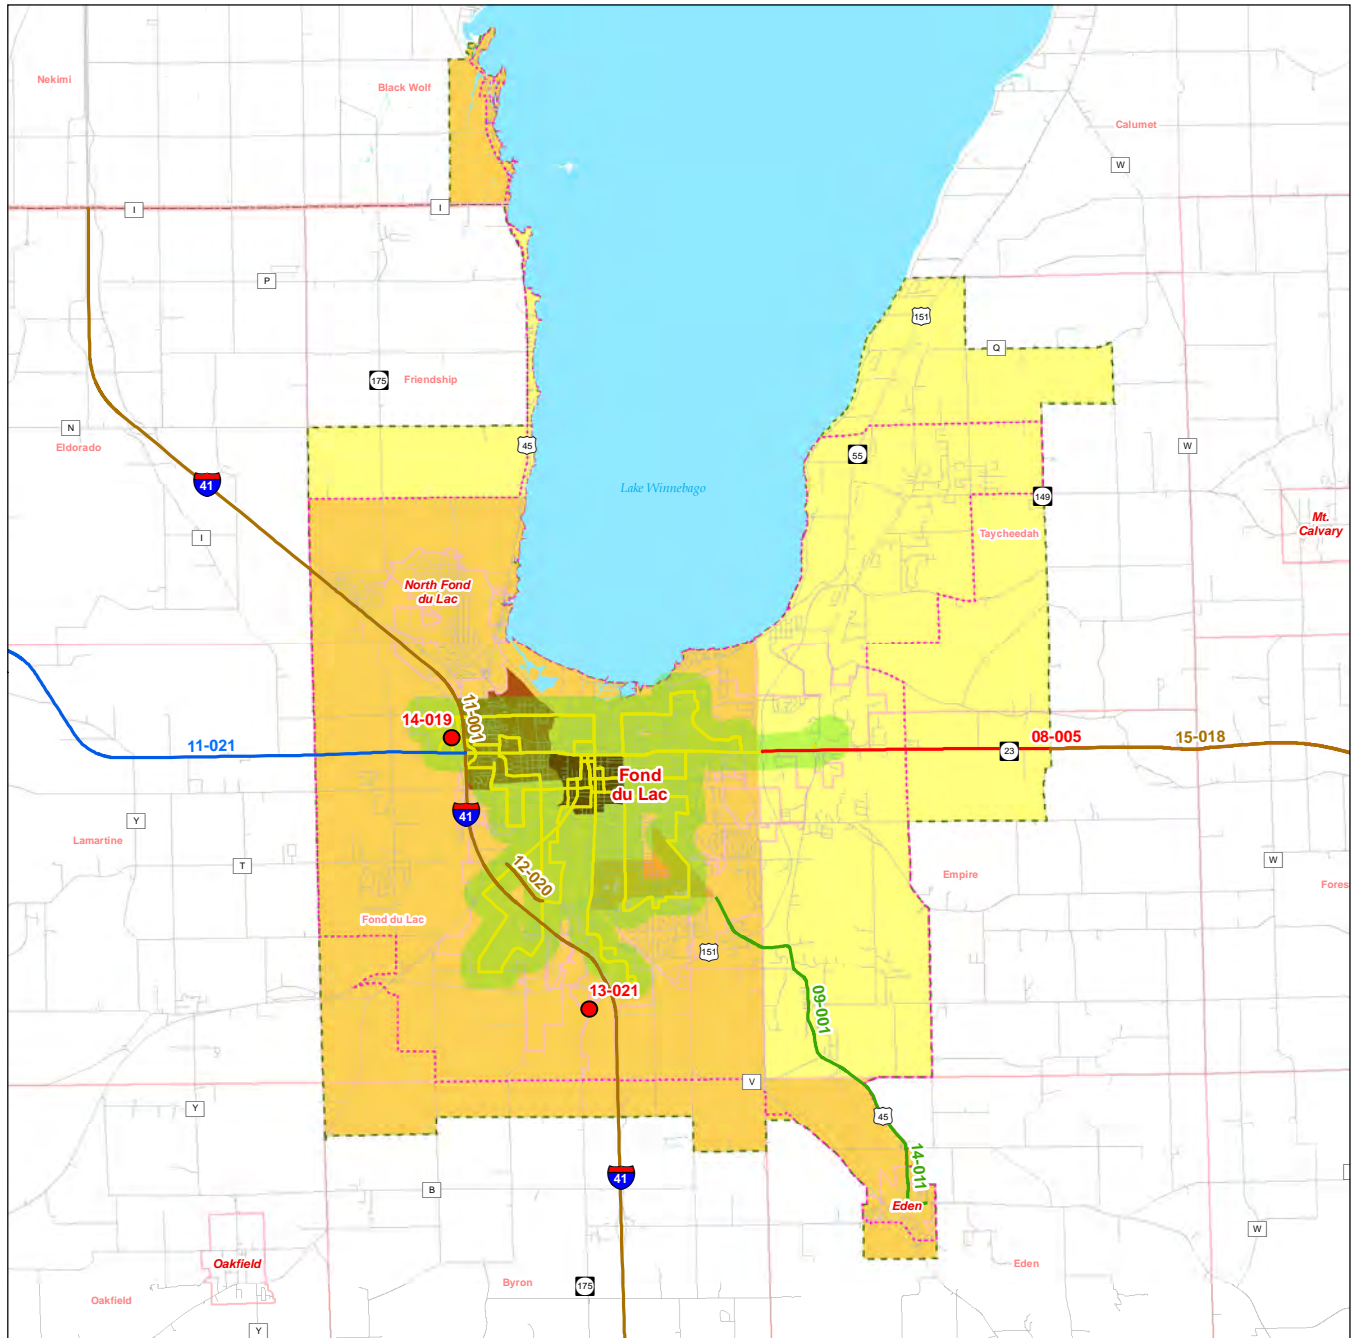 Nekimi
Black Wolf
Calumet
W
I
I
P
151
Q
175
Friendship
N
Eldorado
45
W
55
41
Lake Winnebago
149
Mt.
Calvary
I
Taycheedah
North Fond
du Lac
11-001
14-019
11-021
08-005
15-018
23
Fond
du Lac
41
Y
Lamartine
T
W
12-020
Empire
Fores
Fond du Lac
151
13-021
09-001
V
Y
45
14-011
41
B
Eden
W
Oakfield
Eden
Byron
175
Oakfield
Y